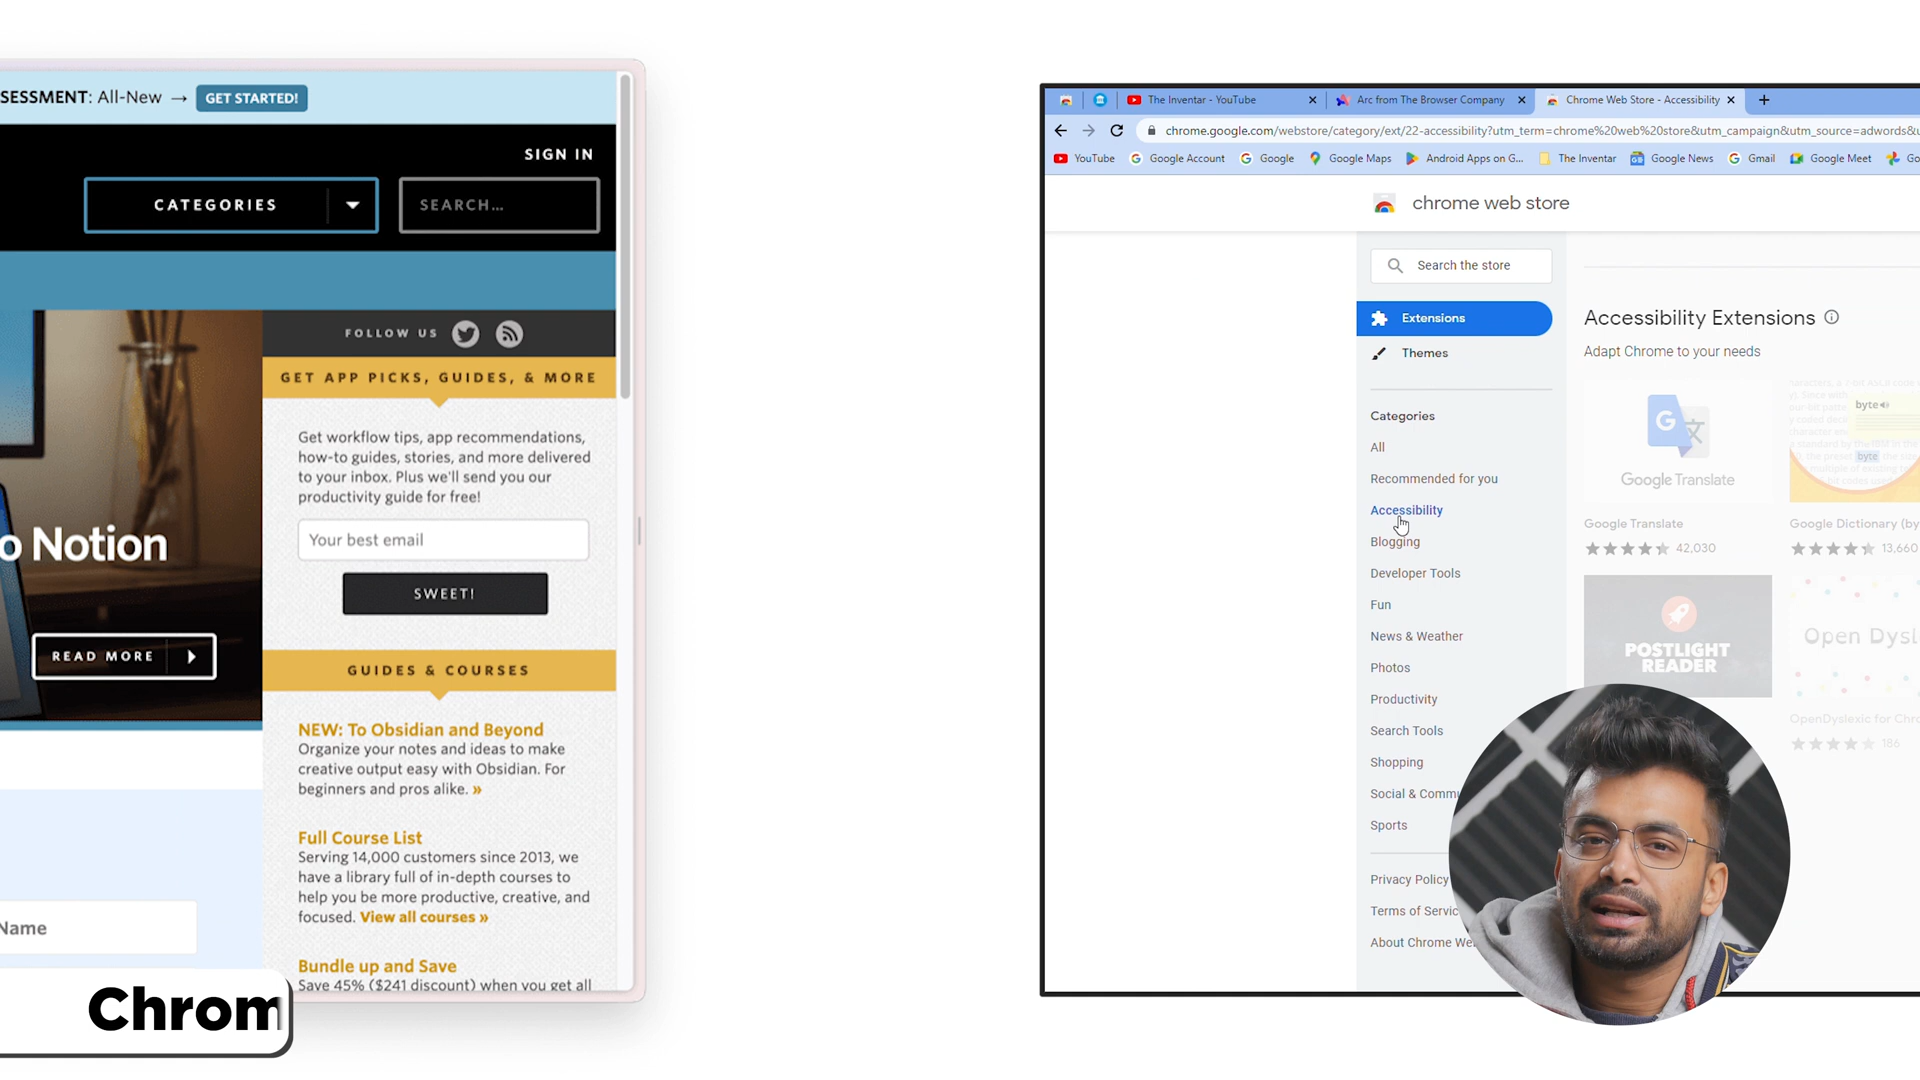 SESSMENT: All-New → GET STARTED!
SIGN IN
CATEGORIES
SEARCH...
FOLLOW US
GET APP PICKS, GUIDES, & MORE
Get workflow tips, app recommendations,
how-to guides, stories, and more delivered
to your inbox. Plus we'll send you our
productivity guide for free!
Your best email
SWEET!
o Notion
READ MORE
GUIDES & COURSES
NEW: To Obsidian and Beyond
Organize your notes and ideas to make
creative output easy with Obsidian. For
beginners and pros alike. »
Full Course List
Serving 14,000 customers since 2013, we
have a library full of in-depth courses to
help you be more productive, creative, and
focused. View all courses »
Bundle up and Save
Save 45% ($241 discount) when you get all
Name
Chrom
The Inventar - YouTube
Arc from The Browser Company
Chrome Web Store - Accessibility
chrome.google.com/webstore/category/ext/22-accessibility?utm_term=chrome%20web%20store&utm_campaign&utm_source=adwords&u
YouTube
Google Account
Google
Google Maps
Android Apps on G...
The Inventar
Google News
Gmail
Google Meet
Go
chrome web store
Search the store
Extensions
Themes
Categories
All
Recommended for you
Accessibility
Blogging
Developer Tools
Fun
News & Weather
Photos
Productivity
Search Tools
Shopping
Social & Commu
Sports
Privacy Policy
Terms of Servic
About Chrome We
Accessibility Extensions
Adapt Chrome to your needs
Google Translate
Google Translate
42,030
byte
byte
Google Dictionary (by
13,660
POSTLIGHT
READER
Open Dysl
OpenDyslexic for Chro
186